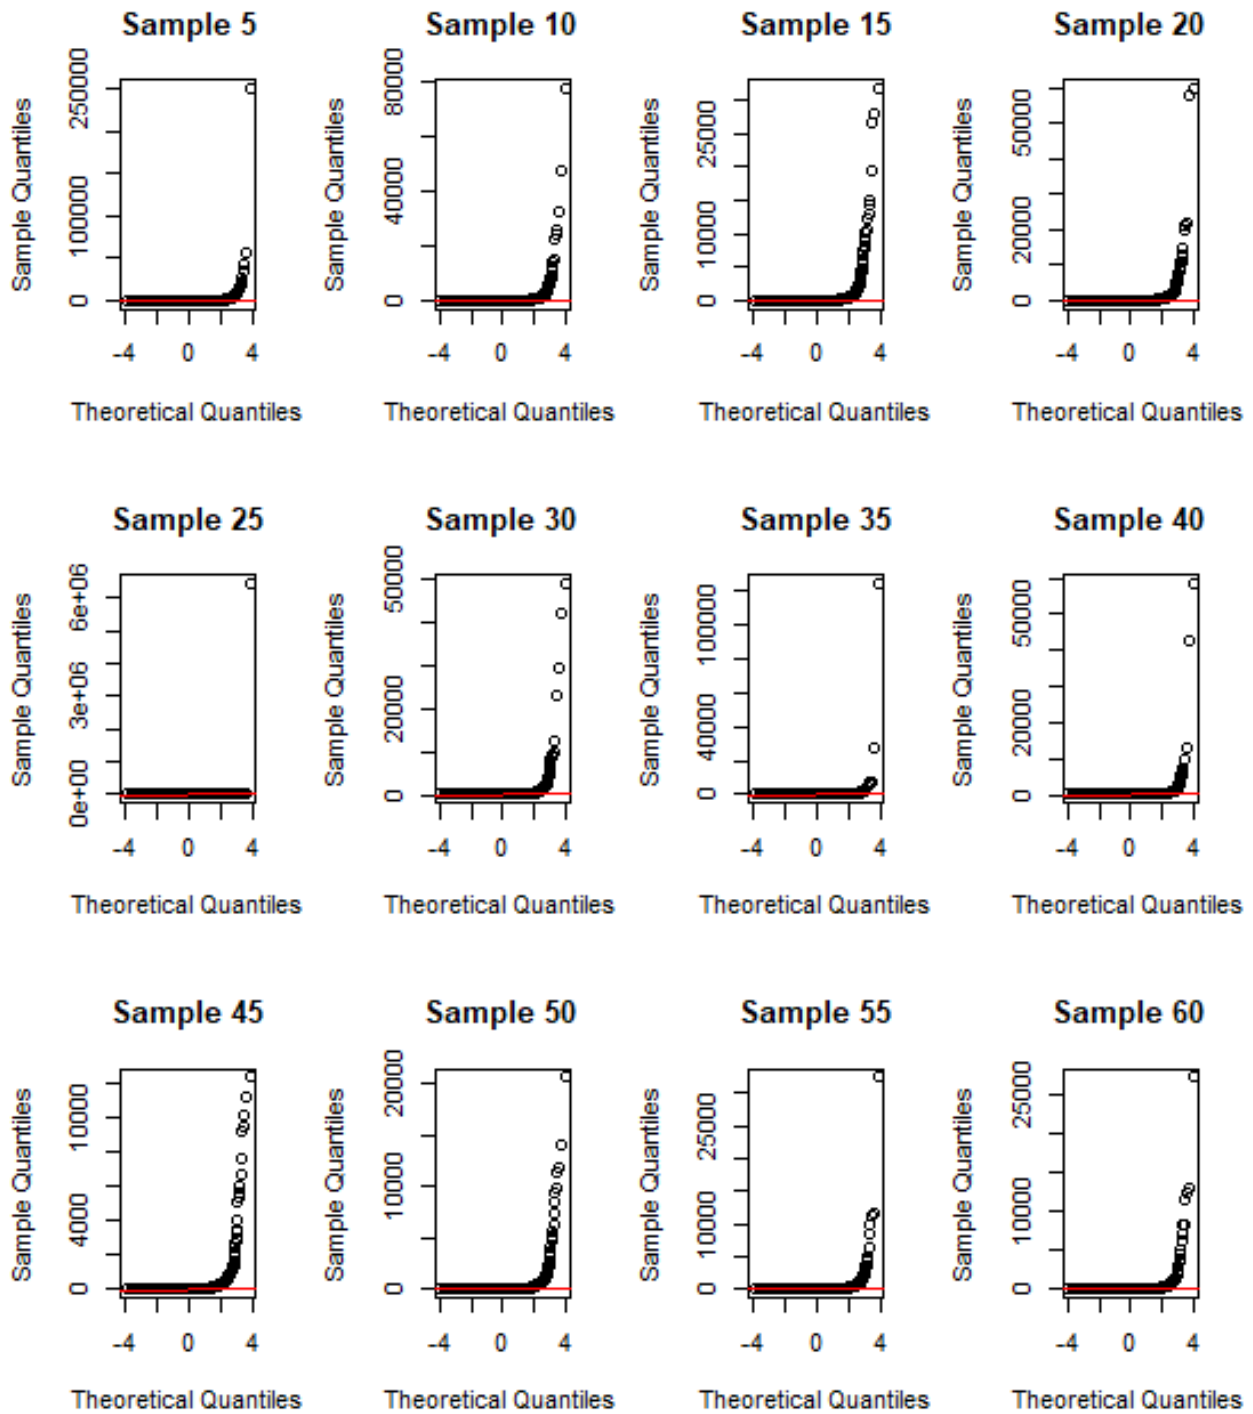 Sample 5
Sample Quantiles
0
100000
250000
-4
0
4
Theoretical Quantiles
Sample 10
Sample Quantiles
0
40000
80000
-4
0
4
Theoretical Quantiles
Sample 15
Sample Quantiles
0
10000
25000
-4
0
4
Theoretical Quantiles
Sample 20
Sample Quantiles
0
20000
50000
-4
0
4
Theoretical Quantiles
Sample 25
Sample Quantiles
0e+00
3e+06
6e+06
-4
0
4
Theoretical Quantiles
Sample 30
Sample Quantiles
0
20000
50000
-4
0
4
Theoretical Quantiles
Sample 35
Sample Quantiles
0
40000
100000
-4
0
4
Theoretical Quantiles
Sample 40
Sample Quantiles
0
20000
50000
-4
0
4
Theoretical Quantiles
Sample 45
Sample Quantiles
0
4000
10000
-4
0
4
Theoretical Quantiles
Sample 50
Sample Quantiles
0
10000
20000
-4
0
4
Theoretical Quantiles
Sample 55
Sample Quantiles
0
10000
25000
-4
0
4
Theoretical Quantiles
Sample 60
Sample Quantiles
0
10000
25000
-4
0
4
Theoretical Quantiles